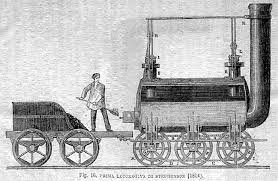 Fig. 16. PRIMA LOCOMOTIVA DI STEPHENSON (1814).